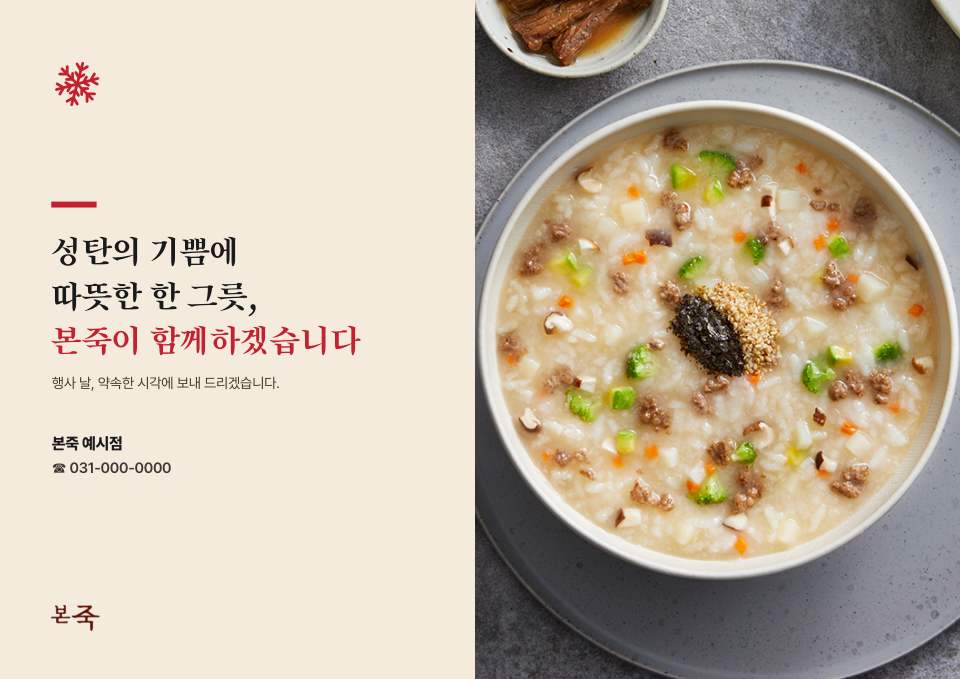 성탄의 기쁨에
따뜻한 한 그릇,
본죽이 함께하겠습니다
행사 날, 약속한 시각에 보내 드리겠습니다.
본죽 예시점
☎ 031-000-0000
본죽